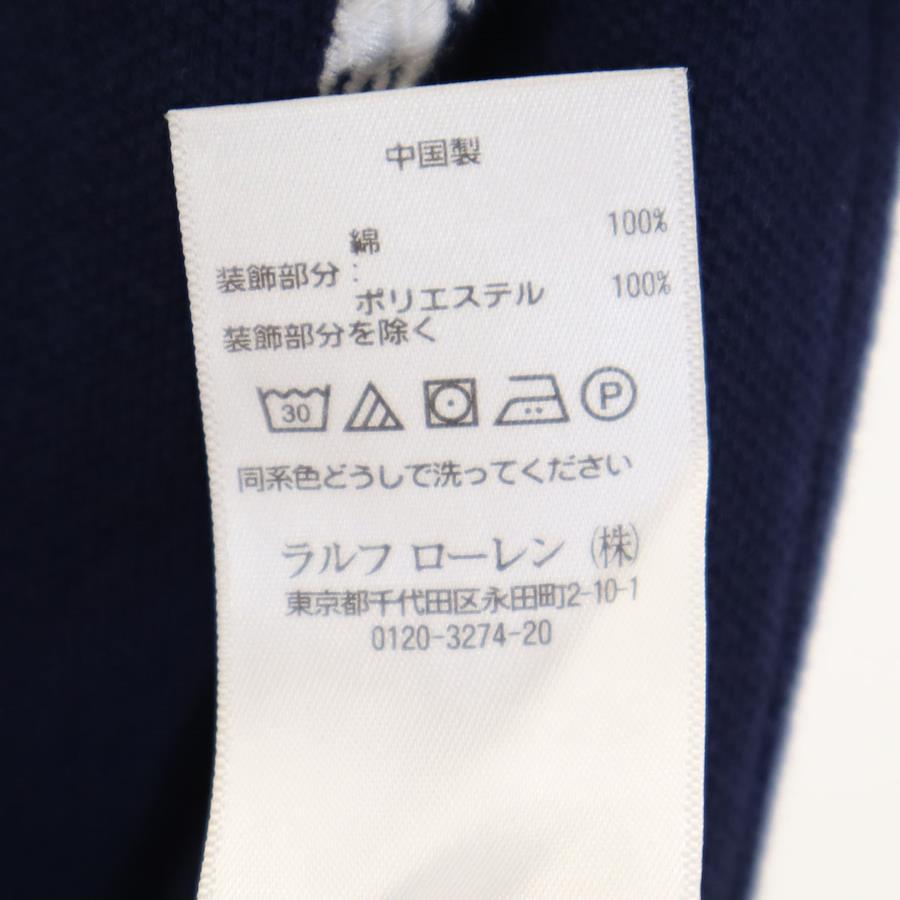 中国製
綿 100%
装飾部分:
ポリエステル 100%
装飾部分を除く
30 P
同系色どうしで洗ってください
ラルフ ローレン ㈱
東京都千代田区永田町2-10-1
0120-3274-20